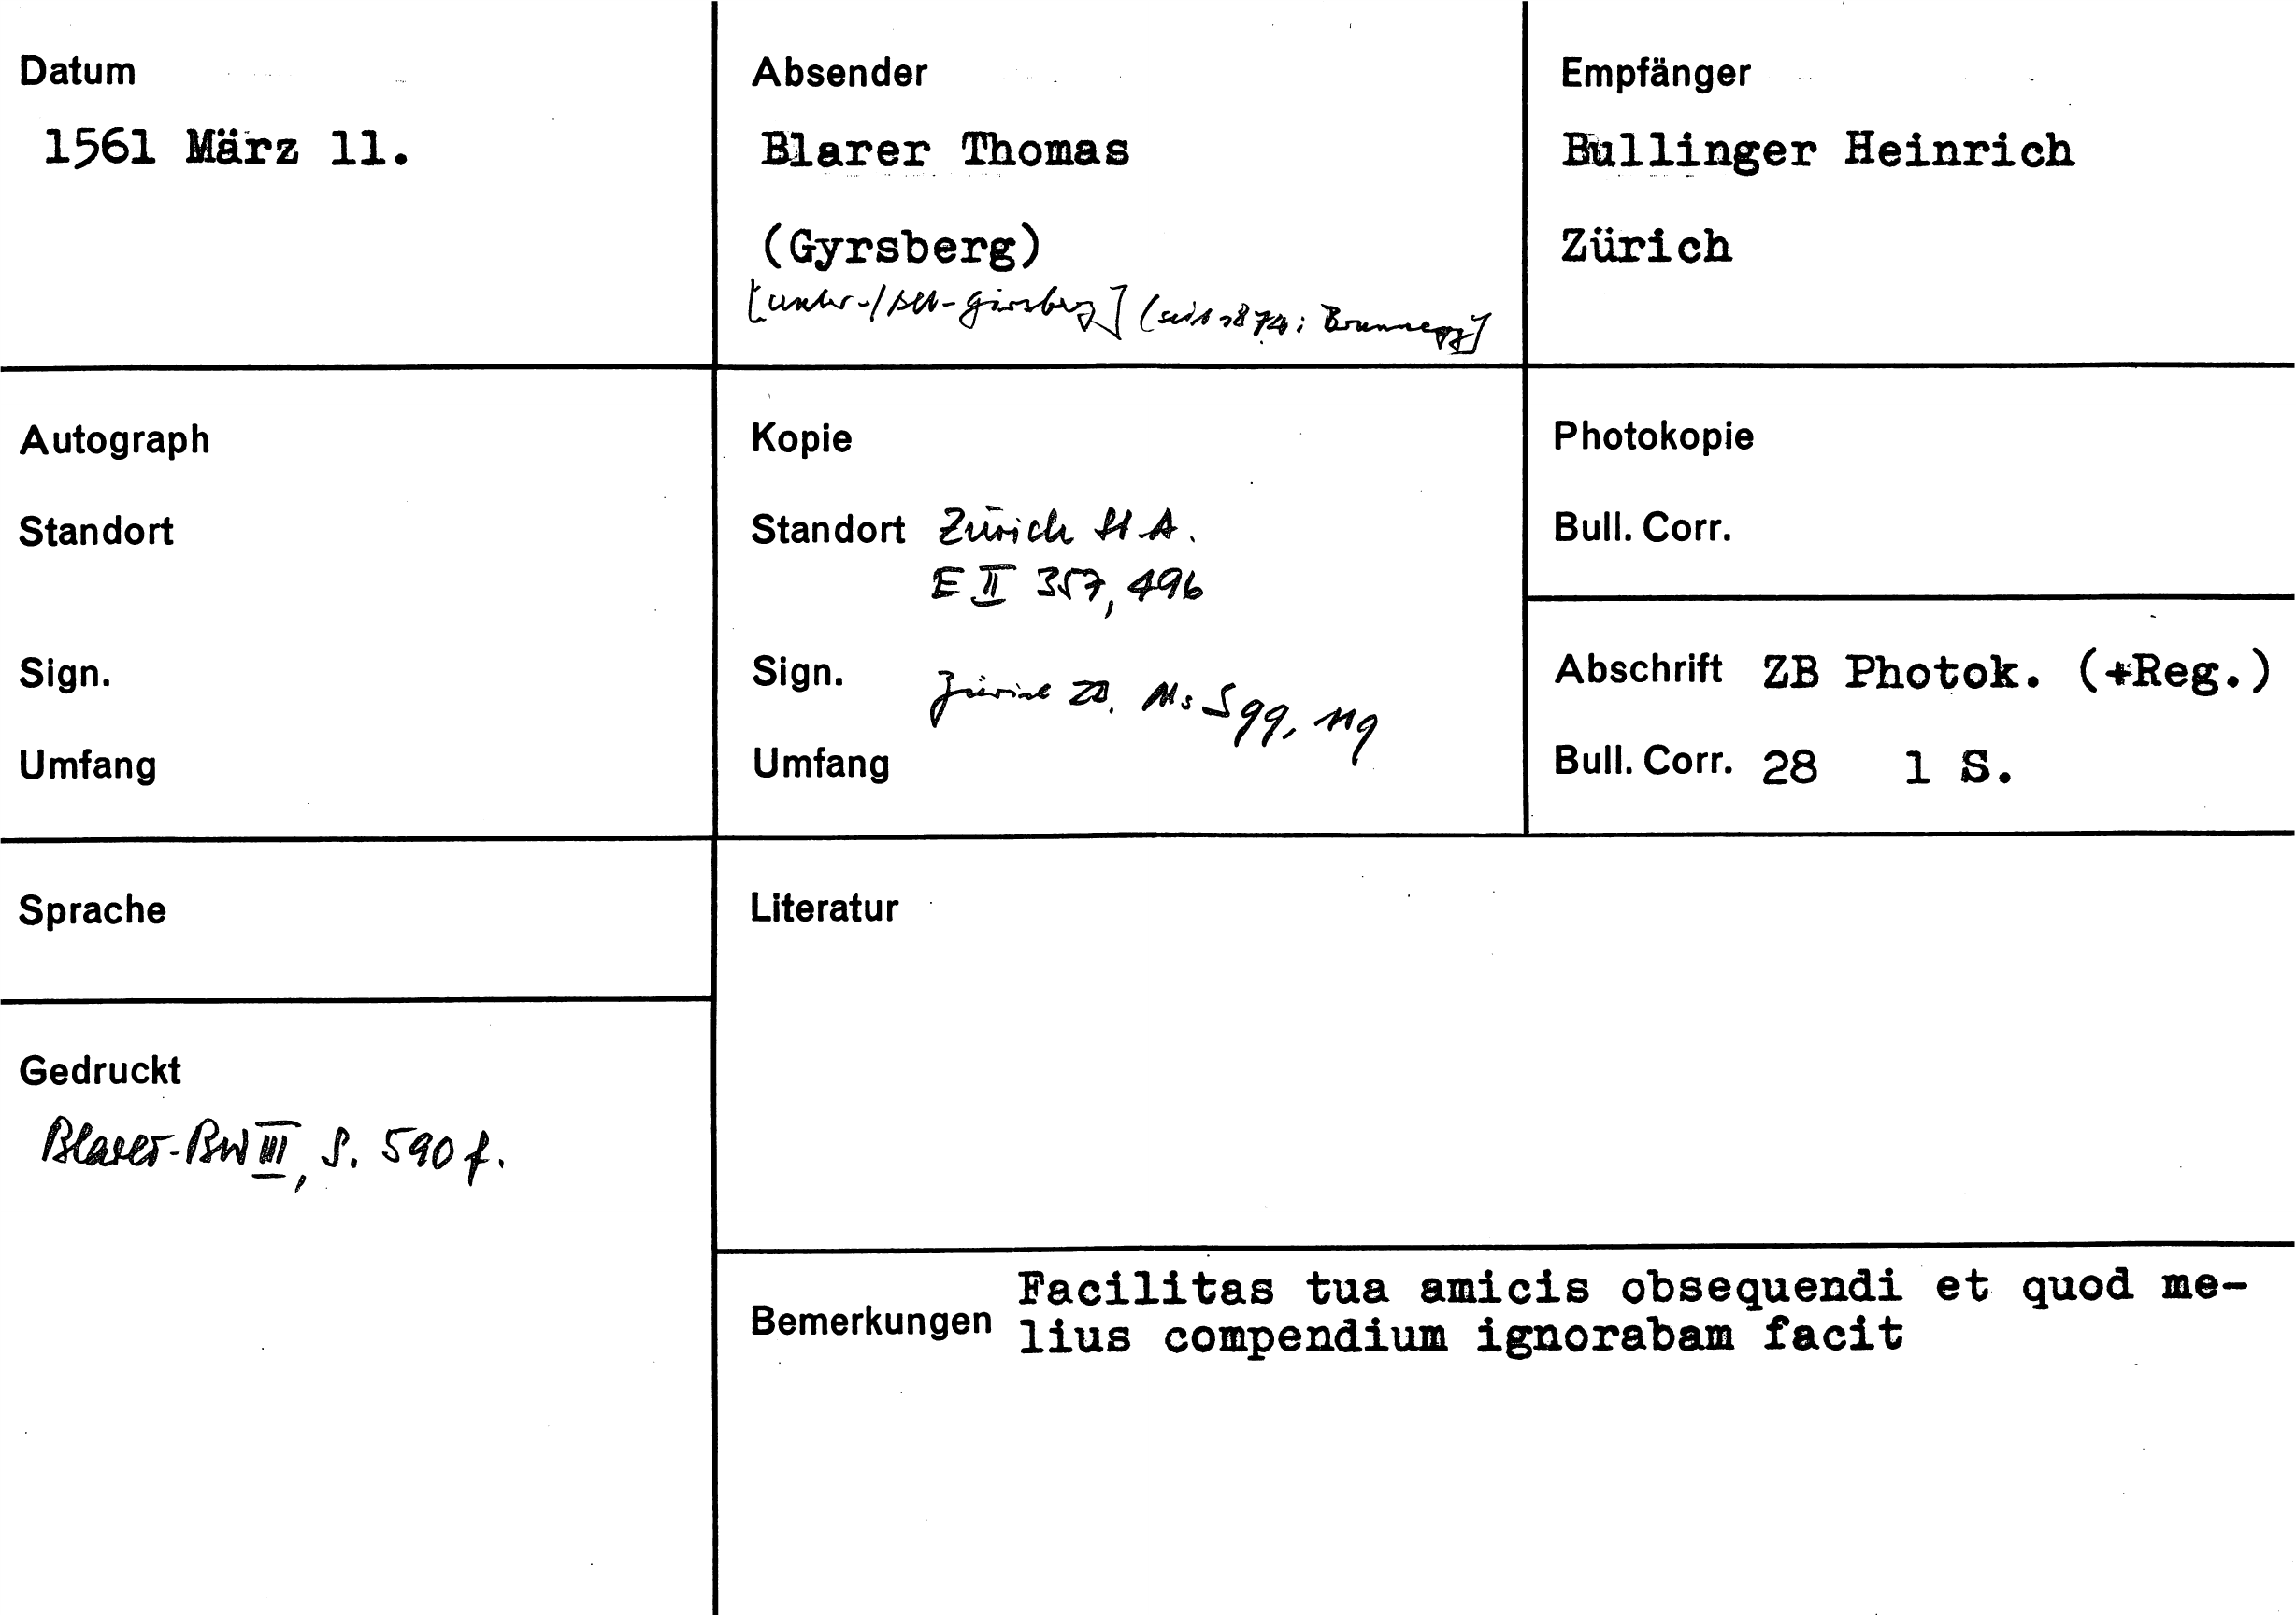 Datum
1561 März 11.
Absender
Blarer Thomas
(Gyrsberg)
[Unter-/Alt-Girsberg] (seit 1874: Brunnegg]
Empfänger
Bullinger Heinrich
Zürich
Autograph
Standort
Sign.
Umfang
Kopie
Standort Zürich StA.
E II 357, 496
Sign. Zürich ZB. Ms S 99, 119
Umfang
Photokopie
Bull. Corr.
Abschrift ZB Photok. (+Reg.)
Bull. Corr. 28 1 S.
Sprache
Literatur
Gedruckt
Blarer-BW III, S. 590 f.
Bemerkungen Facilitas tua amicis obsequendi et quod me-
lius compendium ignorabam facit